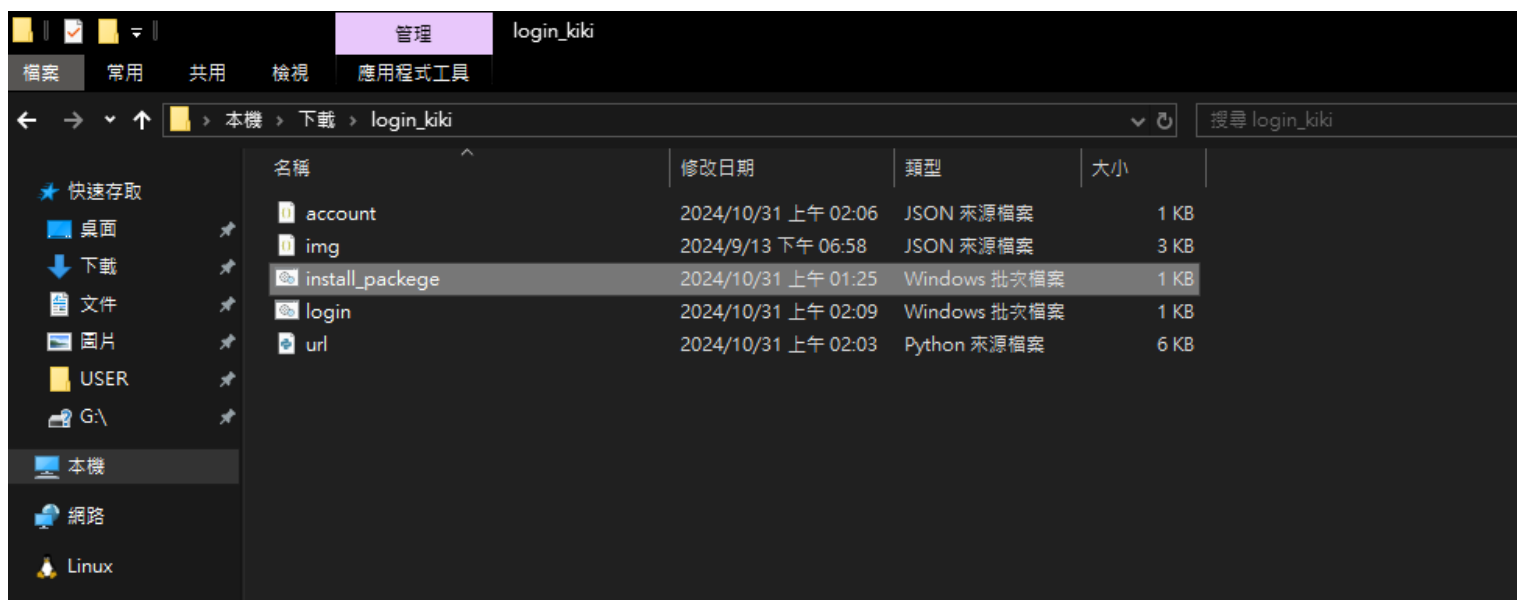 管理 login_kiki
檔案 常用 共用 檢視 應用程式工具
本機 下載 login_kiki 搜尋 login_kiki
名稱 修改日期 類型 大小
快速存取
桌面
下載
文件
圖片
USER
G:\
本機
網路
Linux
account 2024/10/31 上午 02:06 JSON 來源檔案 1 KB
img 2024/9/13 下午 06:58 JSON 來源檔案 3 KB
install_packege 2024/10/31 上午 01:25 Windows 批次檔案 1 KB
login 2024/10/31 上午 02:09 Windows 批次檔案 1 KB
url 2024/10/31 上午 02:03 Python 來源檔案 6 KB